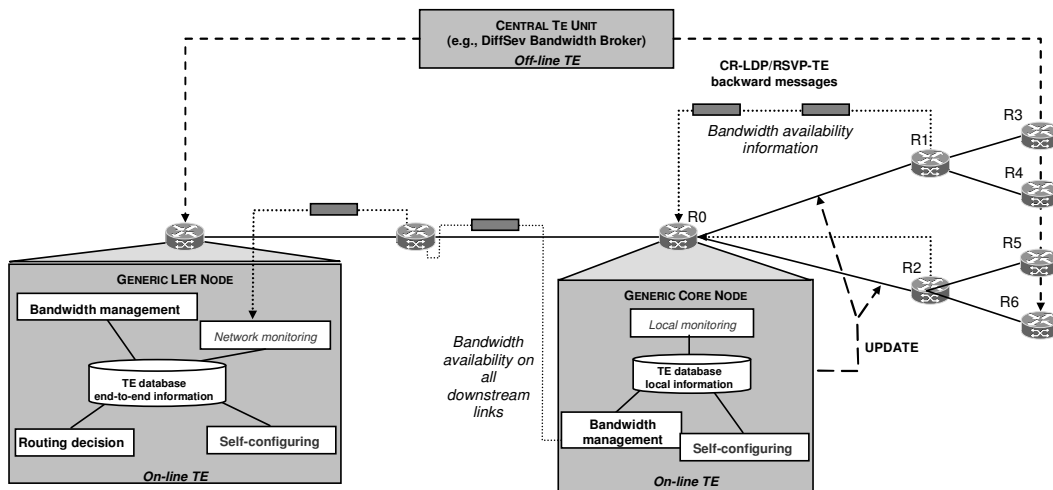 CENTRAL TE UNIT
(e.g., DiffSev Bandwidth Broker)
Off-line TE
CR-LDP/RSVP-TE
backward messages
Bandwidth availability
information
R1
R3
R4
R0
R2
R5
R6
GENERIC LER NODE
Bandwidth management
Network monitoring
TE database
end-to-end information
Routing decision
Self-configuring
On-line TE
Bandwidth
availability on
all
downstream
links
GENERIC CORE NODE
Local monitoring
TE database
local information
Bandwidth
management
Self-configuring
On-line TE
UPDATE